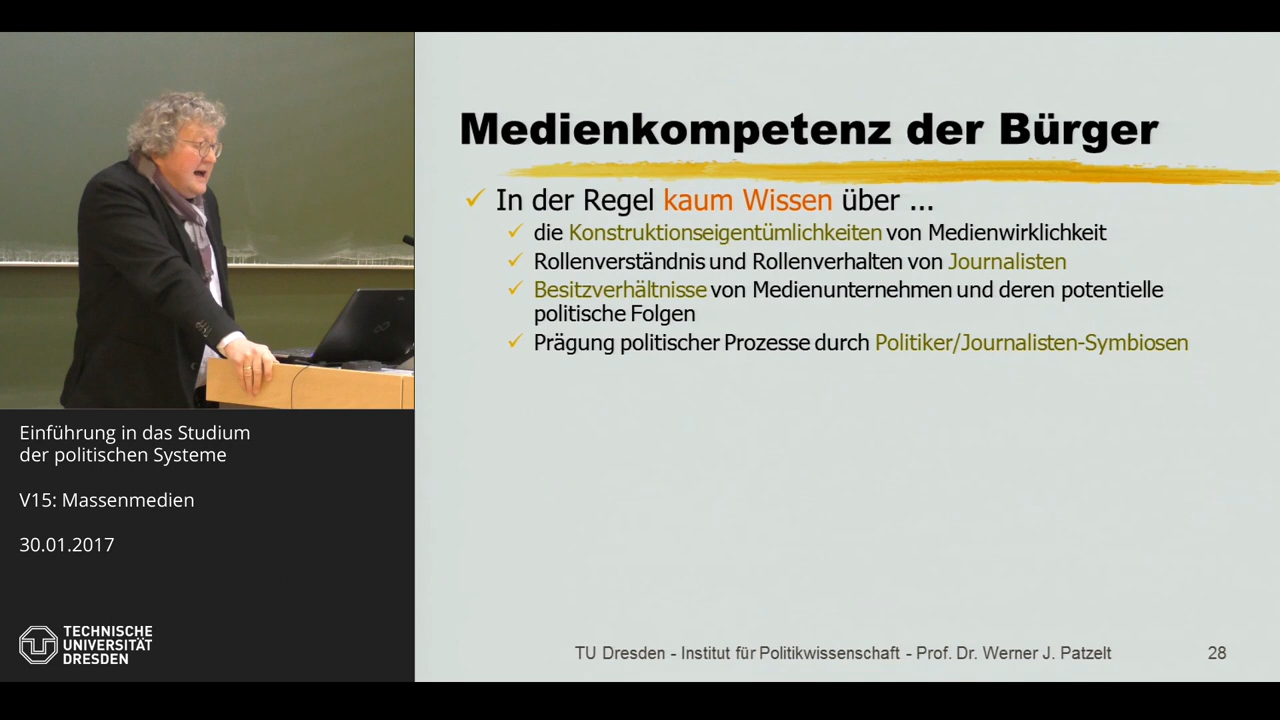 Medienkompetenz der Bürger
In der Regel kaum Wissen über ...
die Konstruktionseigentümlichkeiten von Medienwirklichkeit
Rollenverständnis und Rollenverhalten von Journalisten
Besitzverhältnisse von Medienunternehmen und deren potentielle
politische Folgen
Prägung politischer Prozesse durch Politiker/Journalisten-Symbiosen
Einführung in das Studium
der politischen Systeme
V15: Massenmedien
30.01.2017
TECHNISCHE
UNIVERSITÄT
DRESDEN
TU Dresden - Institut für Politikwissenschaft - Prof. Dr. Werner J. Patzelt
28